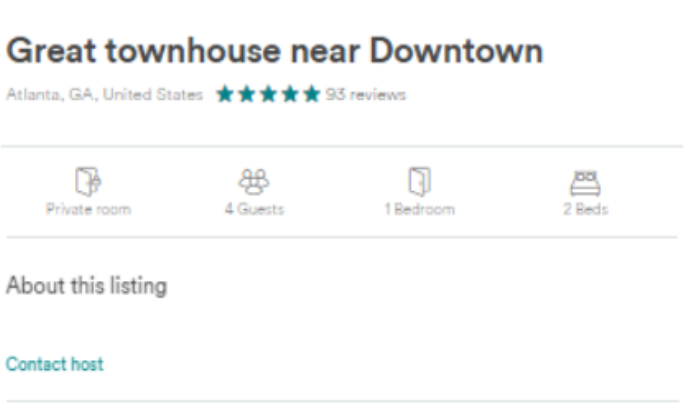 Great townhouse near Downtown
Atlanta, GA, United States 93 reviews
Private room 4 Guests 1 Bedroom 2 Beds
About this listing
Contact host